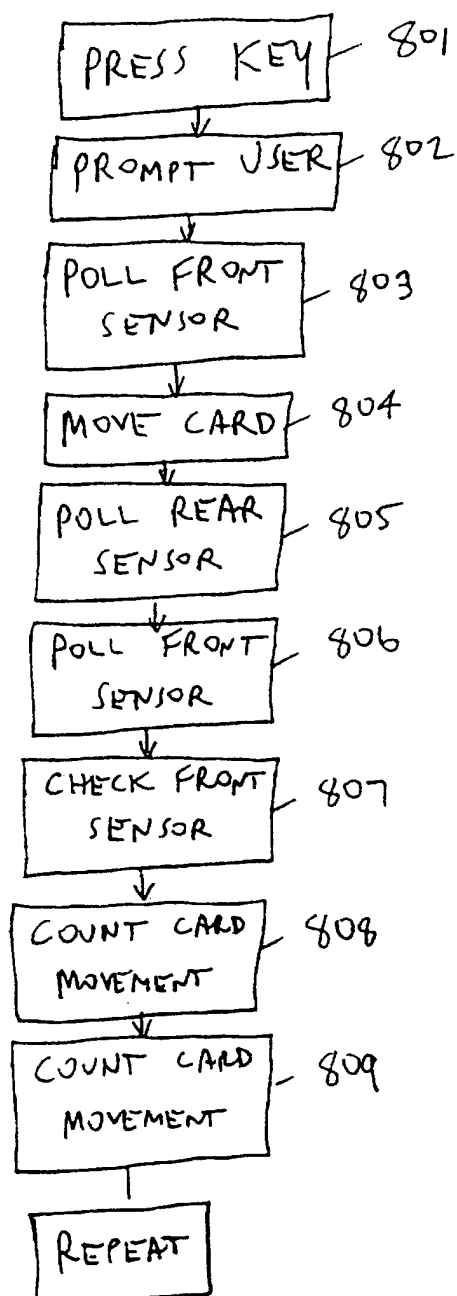 PRESS KEY 801
PROMPT USER 802
POLL FRONT
SENSOR 803
MOVE CARD 804
POLL REAR
SENSOR 805
POLL FRONT
SENSOR 806
CHECK FRONT
SENSOR 807
COUNT CARD
MOVEMENT 808
COUNT CARD
MOVEMENT 809
REPEAT